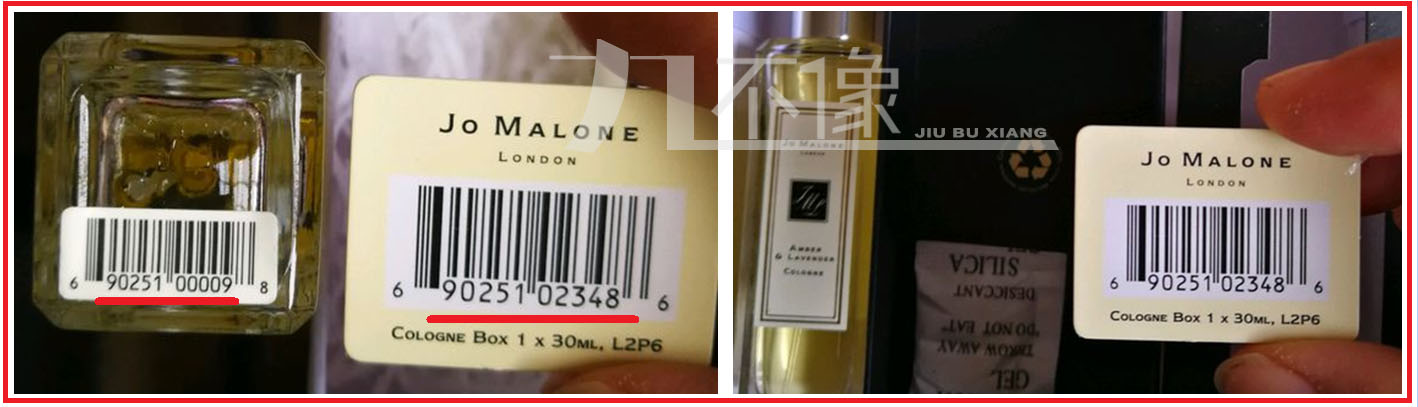 6 90251 00009 8
JO MALONE
LONDON
6 90251 02348 6
COLOGNE BOX 1 x 30ML, L2P6
九不像
JIU BU XIANG
JO MALONE
LONDON
AMBER
& LAVENDER
COLOGNE
SILICA
DESICCANT
"DO NOT EAT"
THROW AWAY
GEL
JO MALONE
LONDON
6 90251 02348 6
COLOGNE BOX 1 x 30ML, L2P6